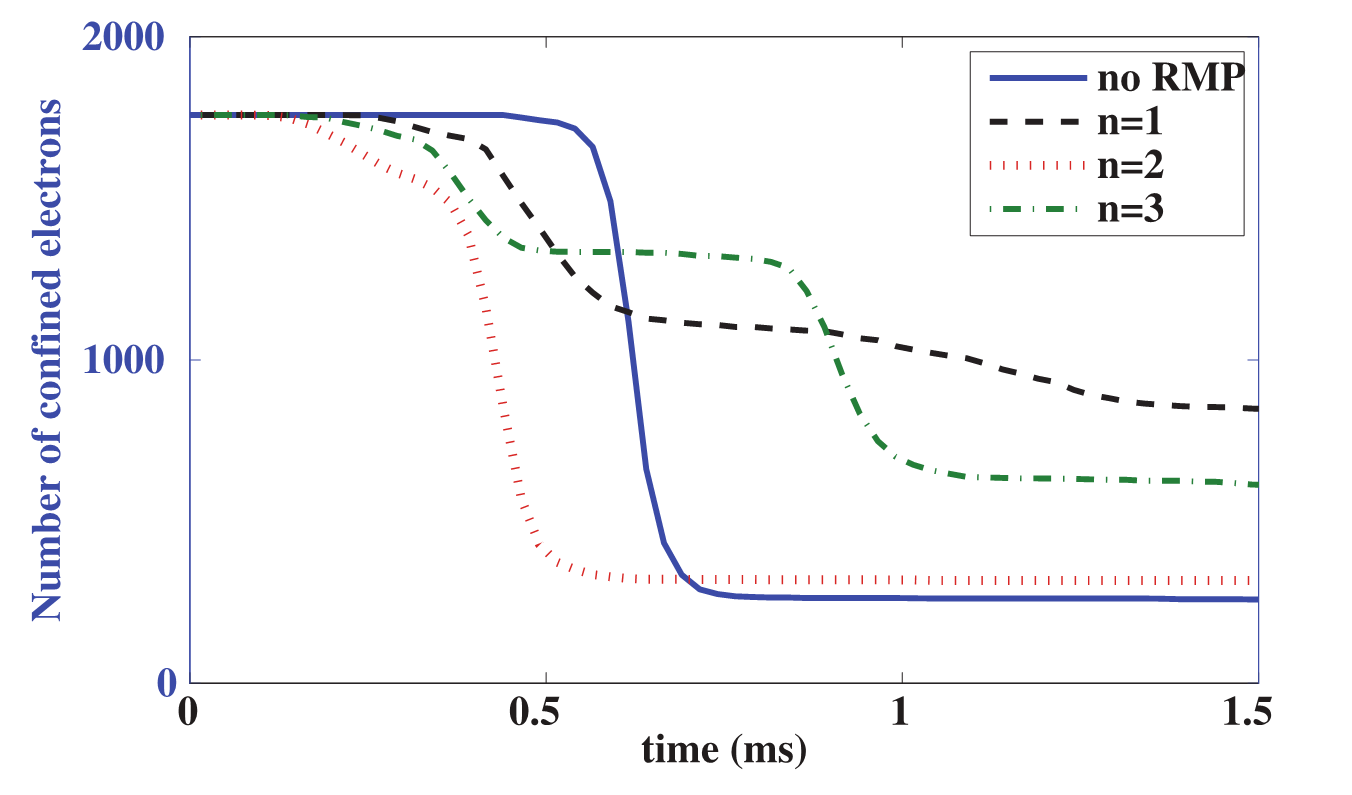 2000
1000
0
Number of confined electrons
no RMP
n=1
n=2
n=3
0 0.5 1 1.5
time (ms)